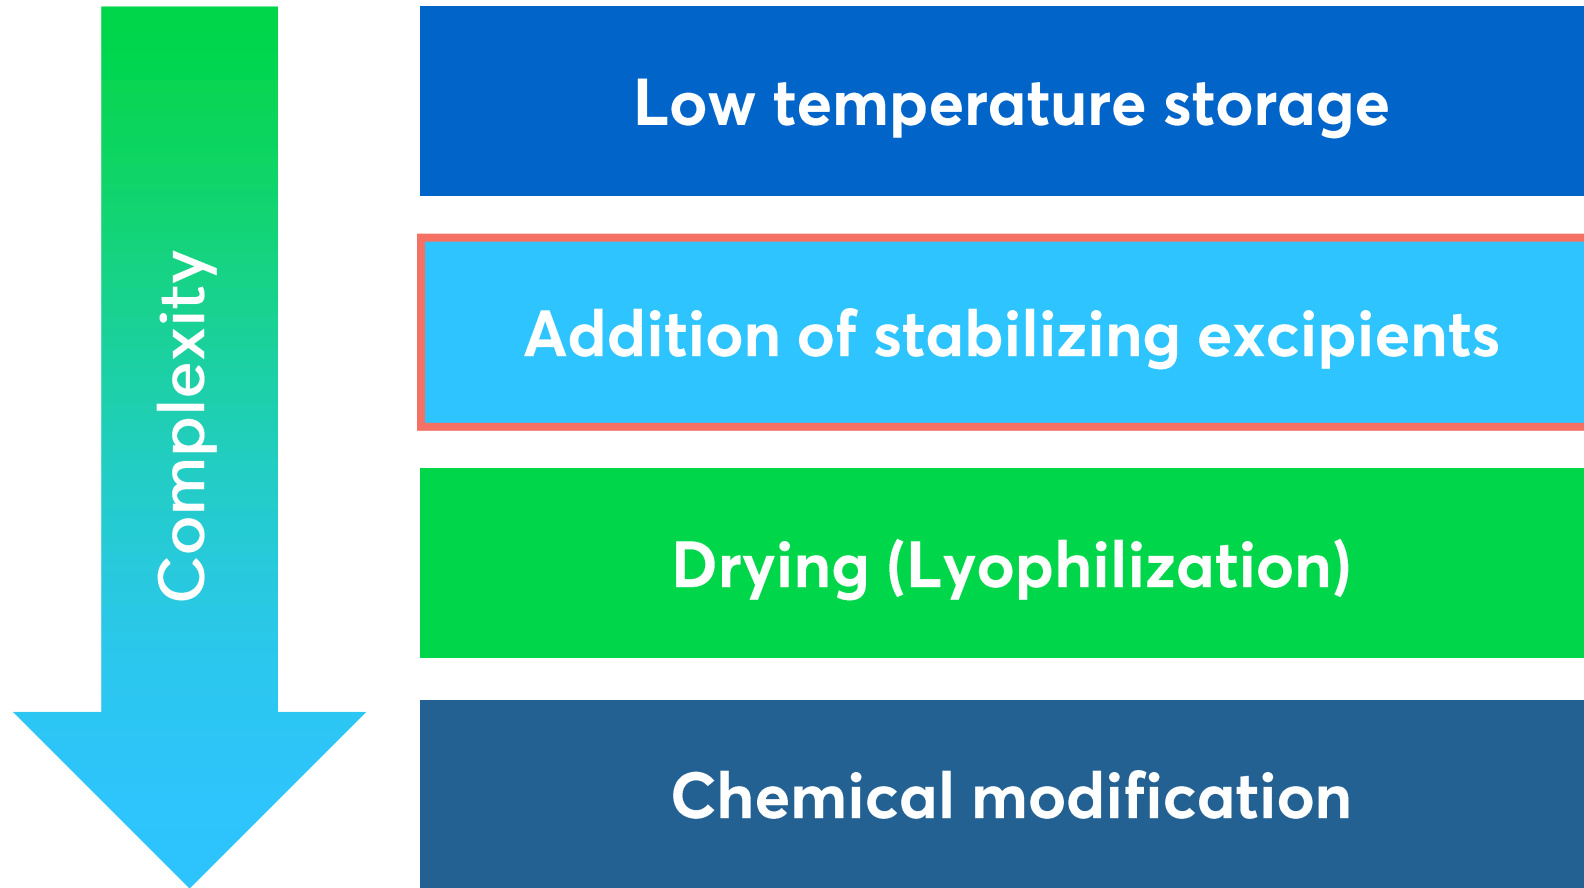 Complexity
Low temperature storage
Addition of stabilizing excipients
Drying (Lyophilization)
Chemical modification